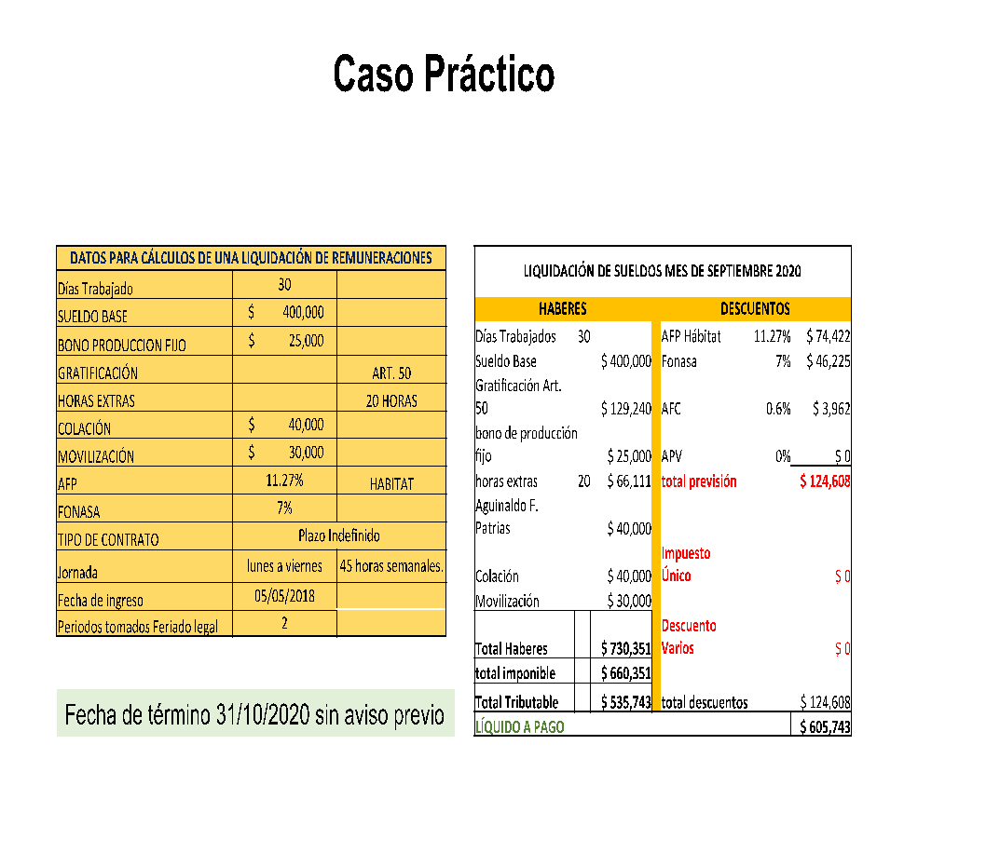 Caso Práctico
DATOS PARA CÁLCULOS DE UNA LIQUIDACIÓN DE REMUNERACIONES
Días Trabajado 30
SUELDO BASE $ 400,000
BONO PRODUCCION FIJO $ 25,000
GRATIFICACIÓN ART. 50
HORAS EXTRAS 20 HORAS
COLACIÓN $ 40,000
MOVILIZACIÓN $ 30,000
AFP 11.27% HABITAT
FONASA 7%
TIPO DE CONTRATO Plazo Indefinido
Jornada lunes a viernes 45 horas semanales.
Fecha de ingreso 05/05/2018
Periodos tomados Feriado legal 2
Fecha de término 31/10/2020 sin aviso previo
LIQUIDACIÓN DE SUELDOS MES DE SEPTIEMBRE 2020
HABERES DESCUENTOS
Días Trabajados 30 AFP Hábitat 11.27% $ 74,422
Sueldo Base $ 400,000 Fonasa 7% $ 46,225
Gratificación Art.
50 $ 129,240 AFC 0.6% $ 3,962
bono de producción
fijo $ 25,000 APV 0% $ 0
horas extras 20 $ 66,111 total previsión $ 124,608
Aguinaldo F.
Patrias $ 40,000
Impuesto
Colación $ 40,000 Único $ 0
Movilización $ 30,000
Descuento
Total Haberes $ 730,351 Varios $ 0
total imponible $ 660,351
Total Tributable $ 535,743 total descuentos $ 124,608
LÍQUIDO A PAGO $ 605,743